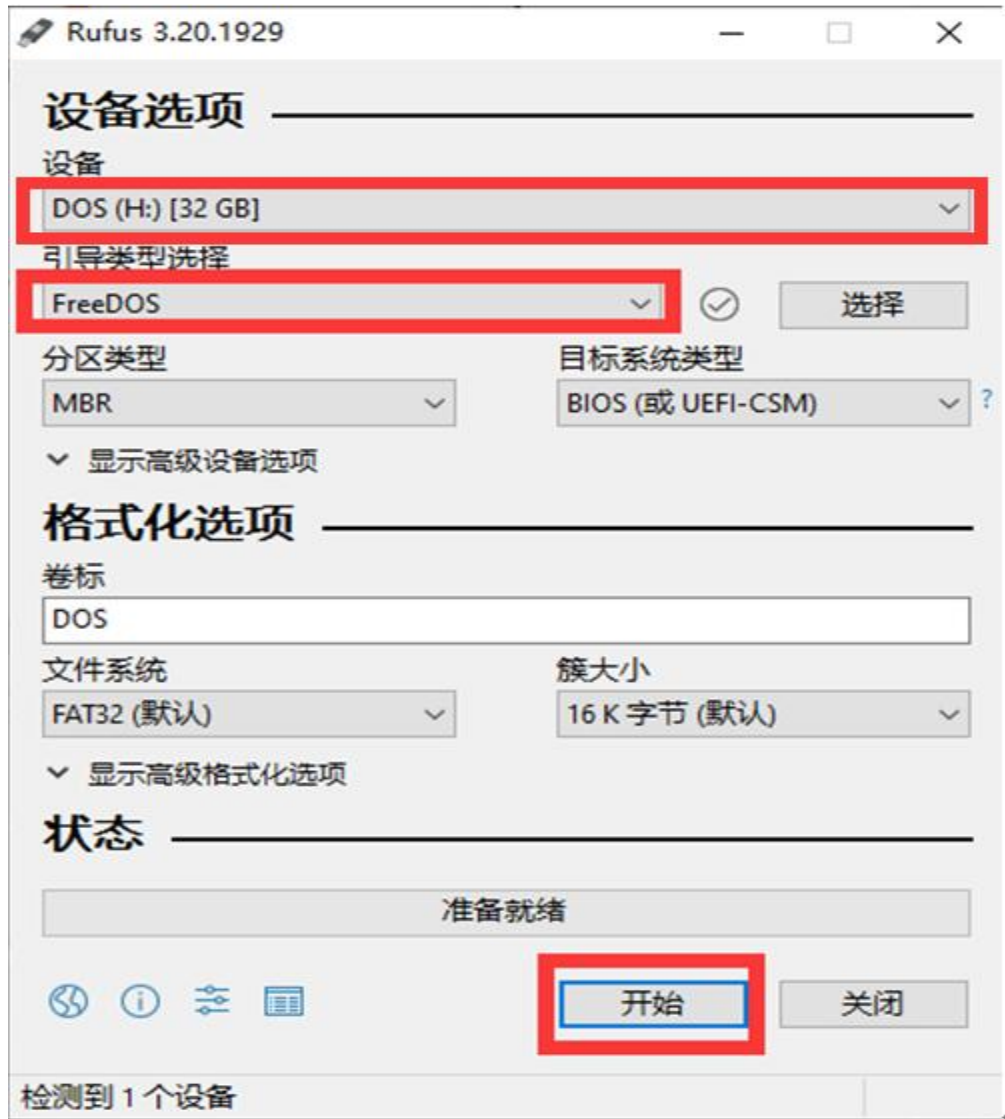 Rufus 3.20.1929
设备选项
设备
DOS (H:) [32 GB]
引导类型选择
FreeDOS
选择
分区类型
目标系统类型
MBR
BIOS (或 UEFI-CSM)
?
显示高级设备选项
格式化选项
卷标
DOS
文件系统
簇大小
FAT32 (默认)
16 K 字节 (默认)
显示高级格式化选项
状态
准备就绪
开始
关闭
检测到 1 个设备